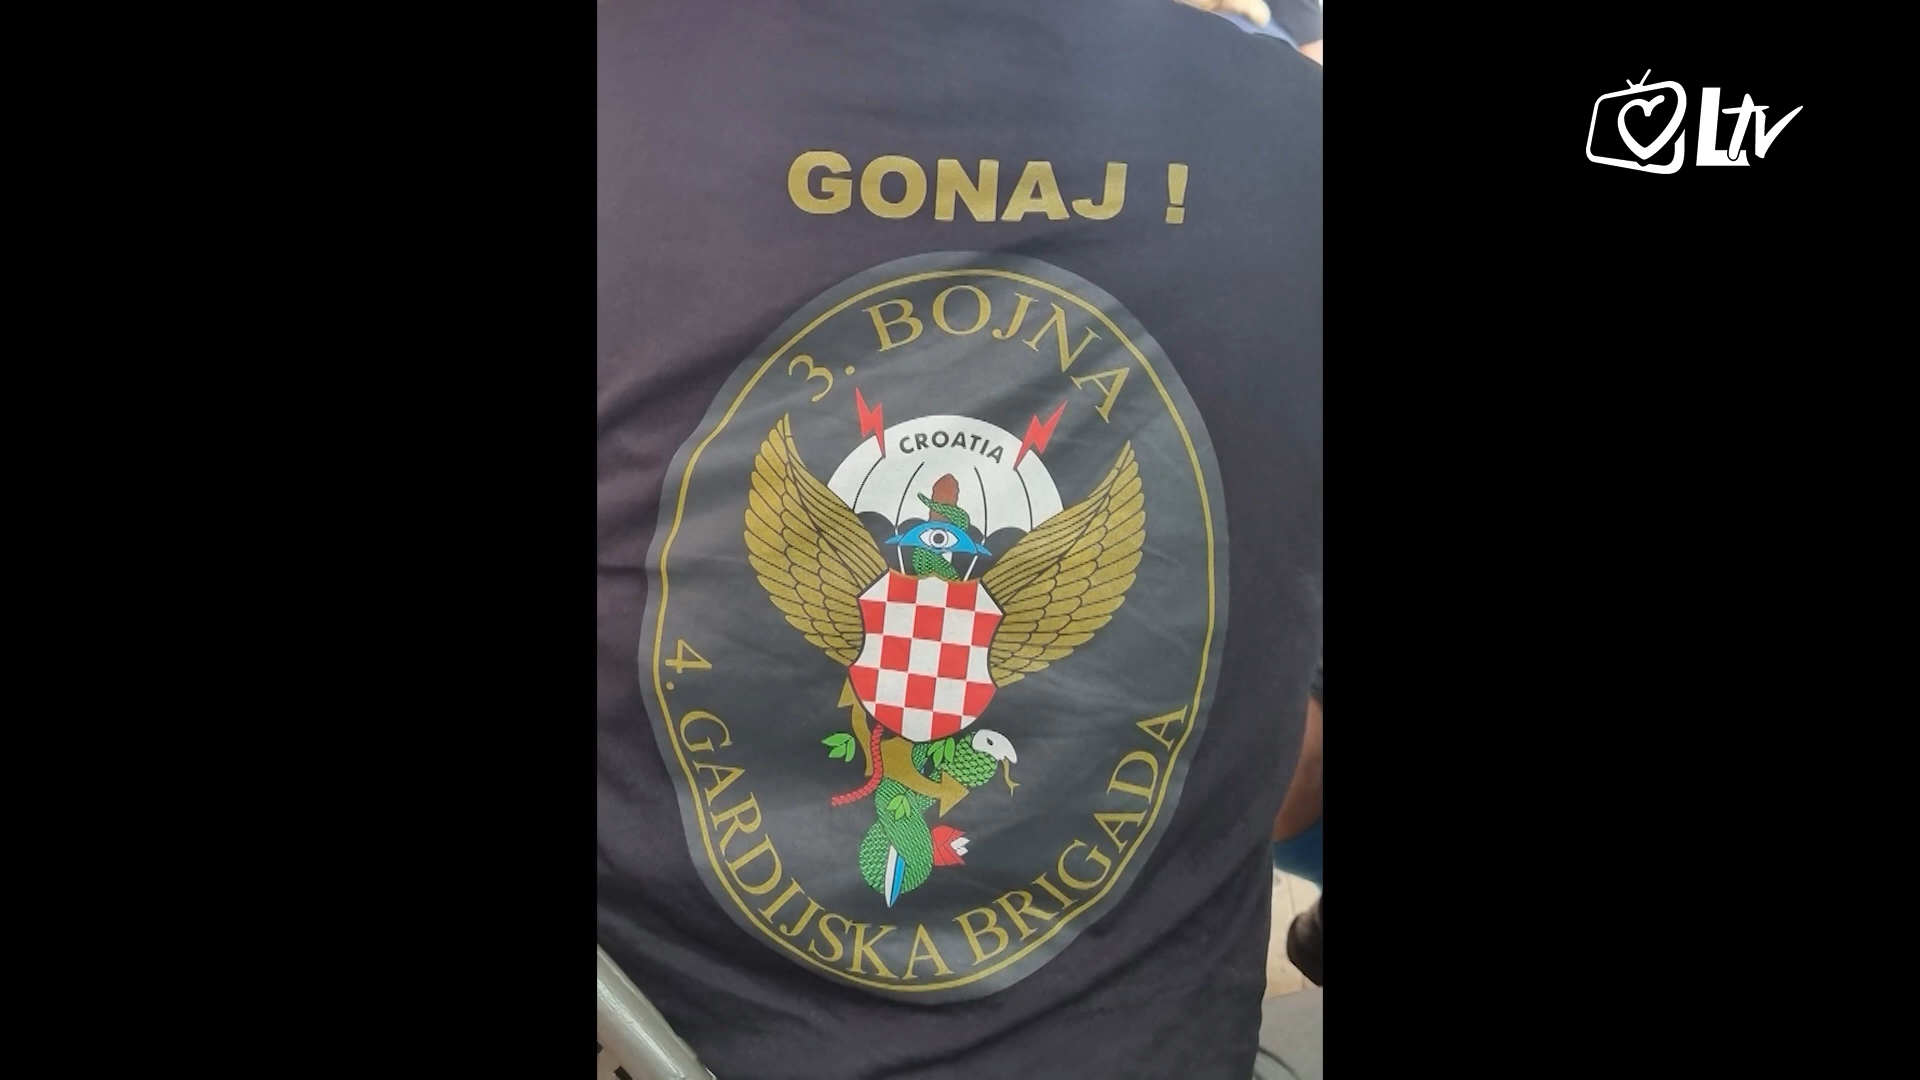 LTV
GONAJ !
3. BOJNA
CROATIA
4. GARDIJSKA BRIGADA